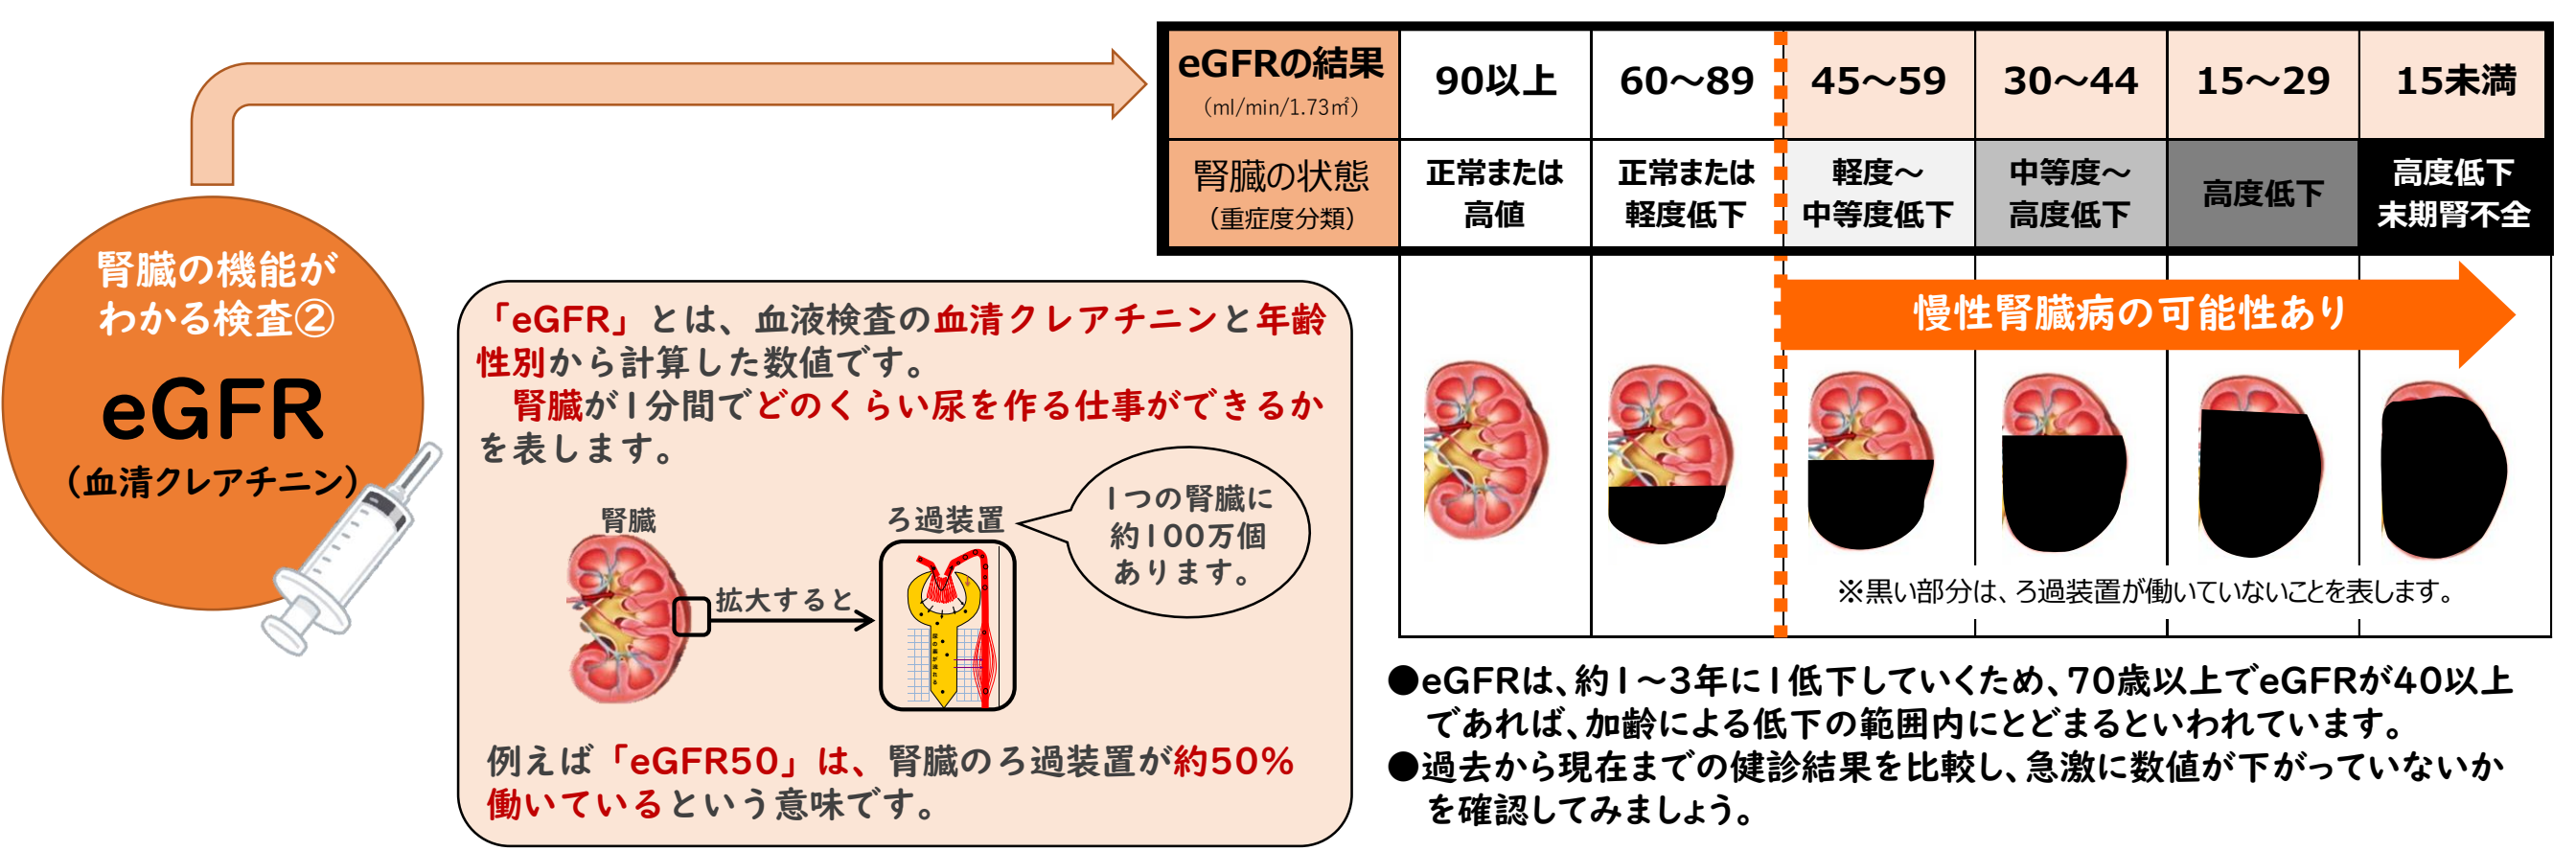 腎臓の機能が
わかる検査②
eGFR
(血清クレアチニン)
eGFRの結果
(ml/min/1.73㎡)
90以上
60～89
45～59
30～44
15～29
15未満
腎臓の状態
(重症度分類)
正常または
高値
正常または
軽度低下
軽度～
中等度低下
中等度～
高度低下
高度低下
高度低下
末期腎不全
慢性腎臓病の可能性あり
※黒い部分は、ろ過装置が働いていないことを表します。
「eGFR」とは、血液検査の血清クレアチニンと年齢
性別から計算した数値です。
腎臓が1分間でどのくらい尿を作る仕事ができるか
を表します。
腎臓
拡大すると
ろ過装置
1つの腎臓に
約100万個
あります。
例えば「eGFR50」は、腎臓のろ過装置が約50%
働いているという意味です。
●eGFRは、約1～3年に1低下していくため、70歳以上でeGFRが40以上
であれば、加齢による低下の範囲内にとどまるといわれています。
●過去から現在までの健診結果を比較し、急激に数値が下がっていないか
を確認してみましょう。